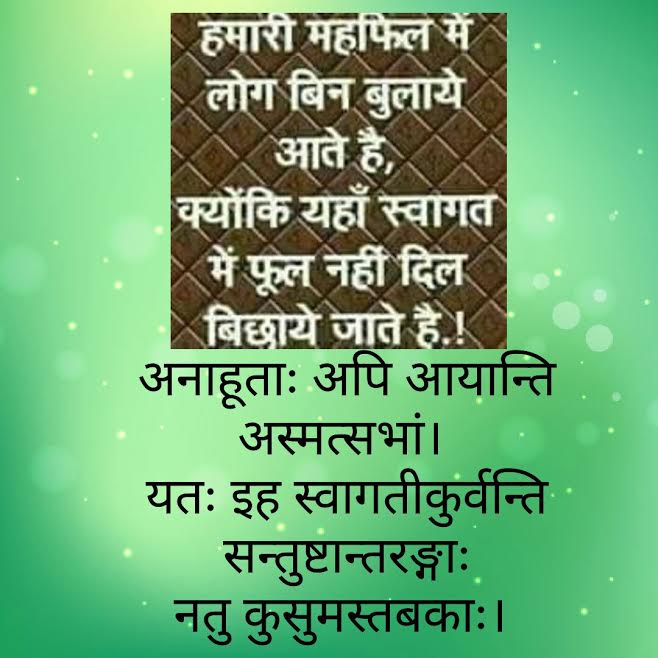 हमारी महफिल में
लोग बिन बुलाये
आते है,
क्योंकि यहाँ स्वागत
में फूल नहीं दिल
बिछाये जाते है.!
अनाहूताः अपि आयान्ति
अस्मत्सभां।
यतः इह स्वागतीकुर्वन्ति
सन्तुष्टान्तरङ्गाः
नतु कुसुमस्तबकाः।